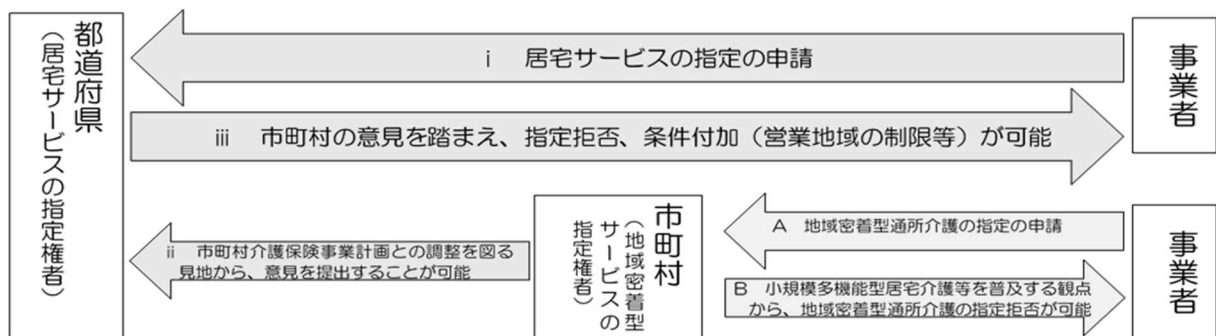 都道府県
（居宅サービスの指定権者）
ⅰ 居宅サービスの指定の申請
事業者
ⅲ 市町村の意見を踏まえ、指定拒否、条件付加（営業地域の制限等）が可能
ⅱ 市町村介護保険事業計画との調整を図る
見地から、意見を提出することが可能
市町村
（地域密着型
サービスの
指定権者）
A 地域密着型通所介護の指定の申請
B 小規模多機能型居宅介護等を普及する観点
から、地域密着型通所介護の指定拒否が可能
事業者